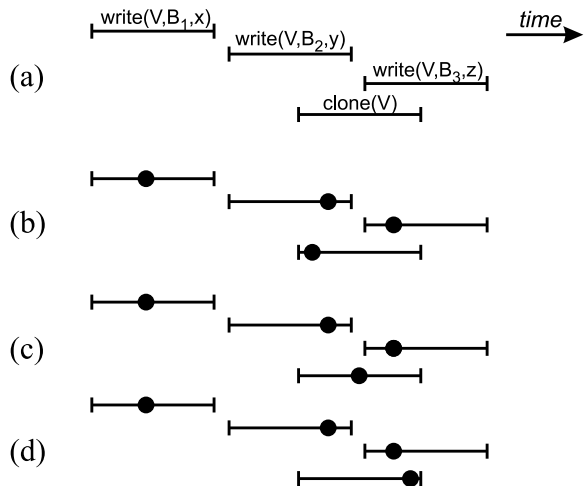 write(V,B₁,x)
time
write(V,B₂,y)
(a)
write(V,B₃,z)
clone(V)
(b)
(c)
(d)